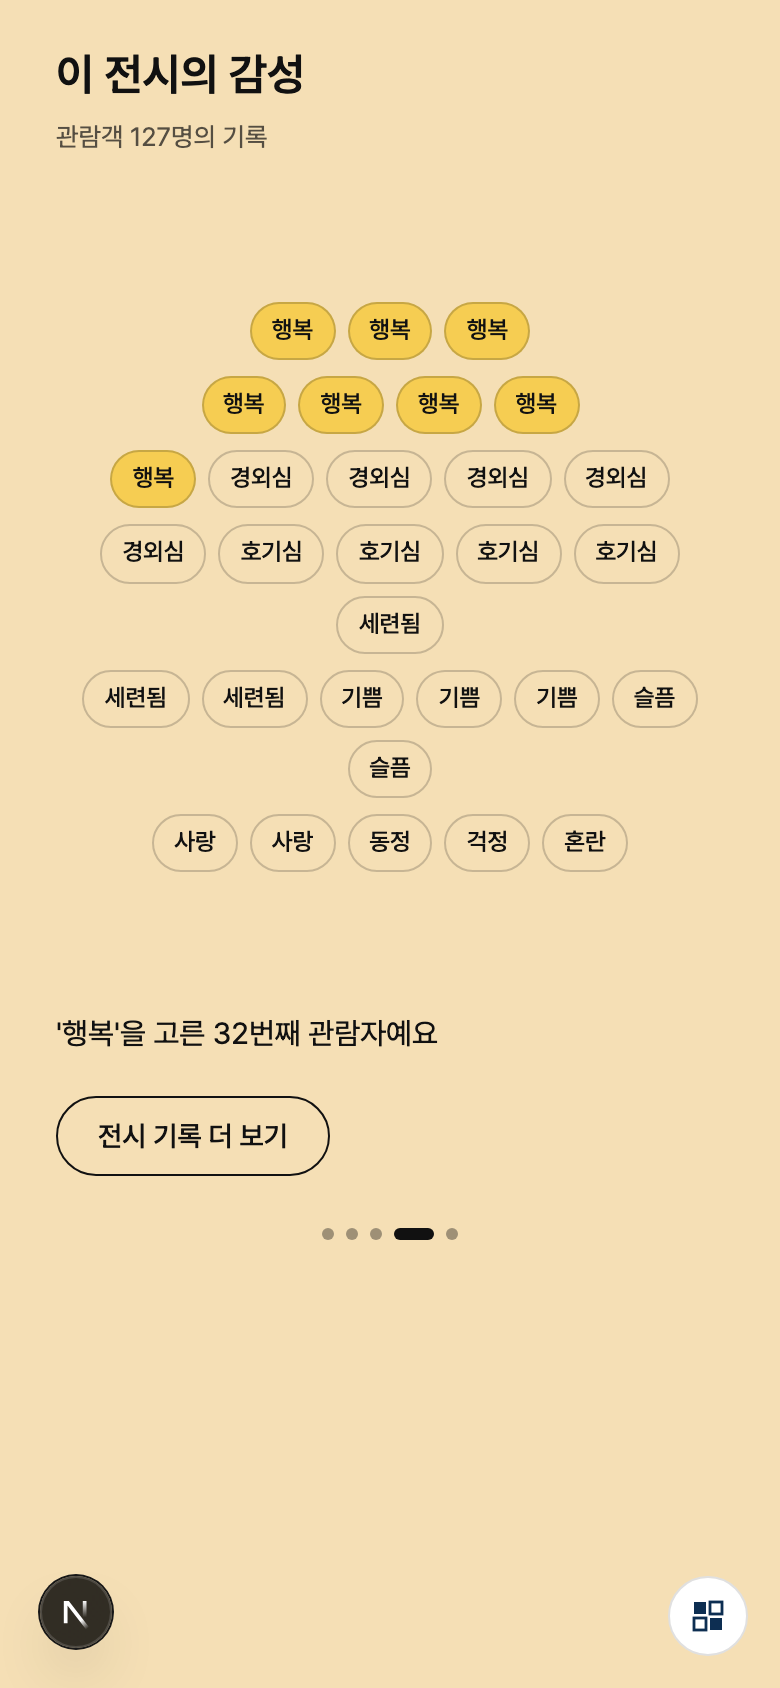 이 전시의 감성
관람객 127명의 기록
행복 행복 행복
행복 행복 행복 행복
행복 경외심 경외심 경외심 경외심
경외심 호기심 호기심 호기심 호기심
세련됨
세련됨 세련됨 기쁨 기쁨 기쁨 슬픔
슬픔
사랑 사랑 동정 걱정 혼란
'행복'을 고른 32번째 관람자예요
전시 기록 더 보기
N